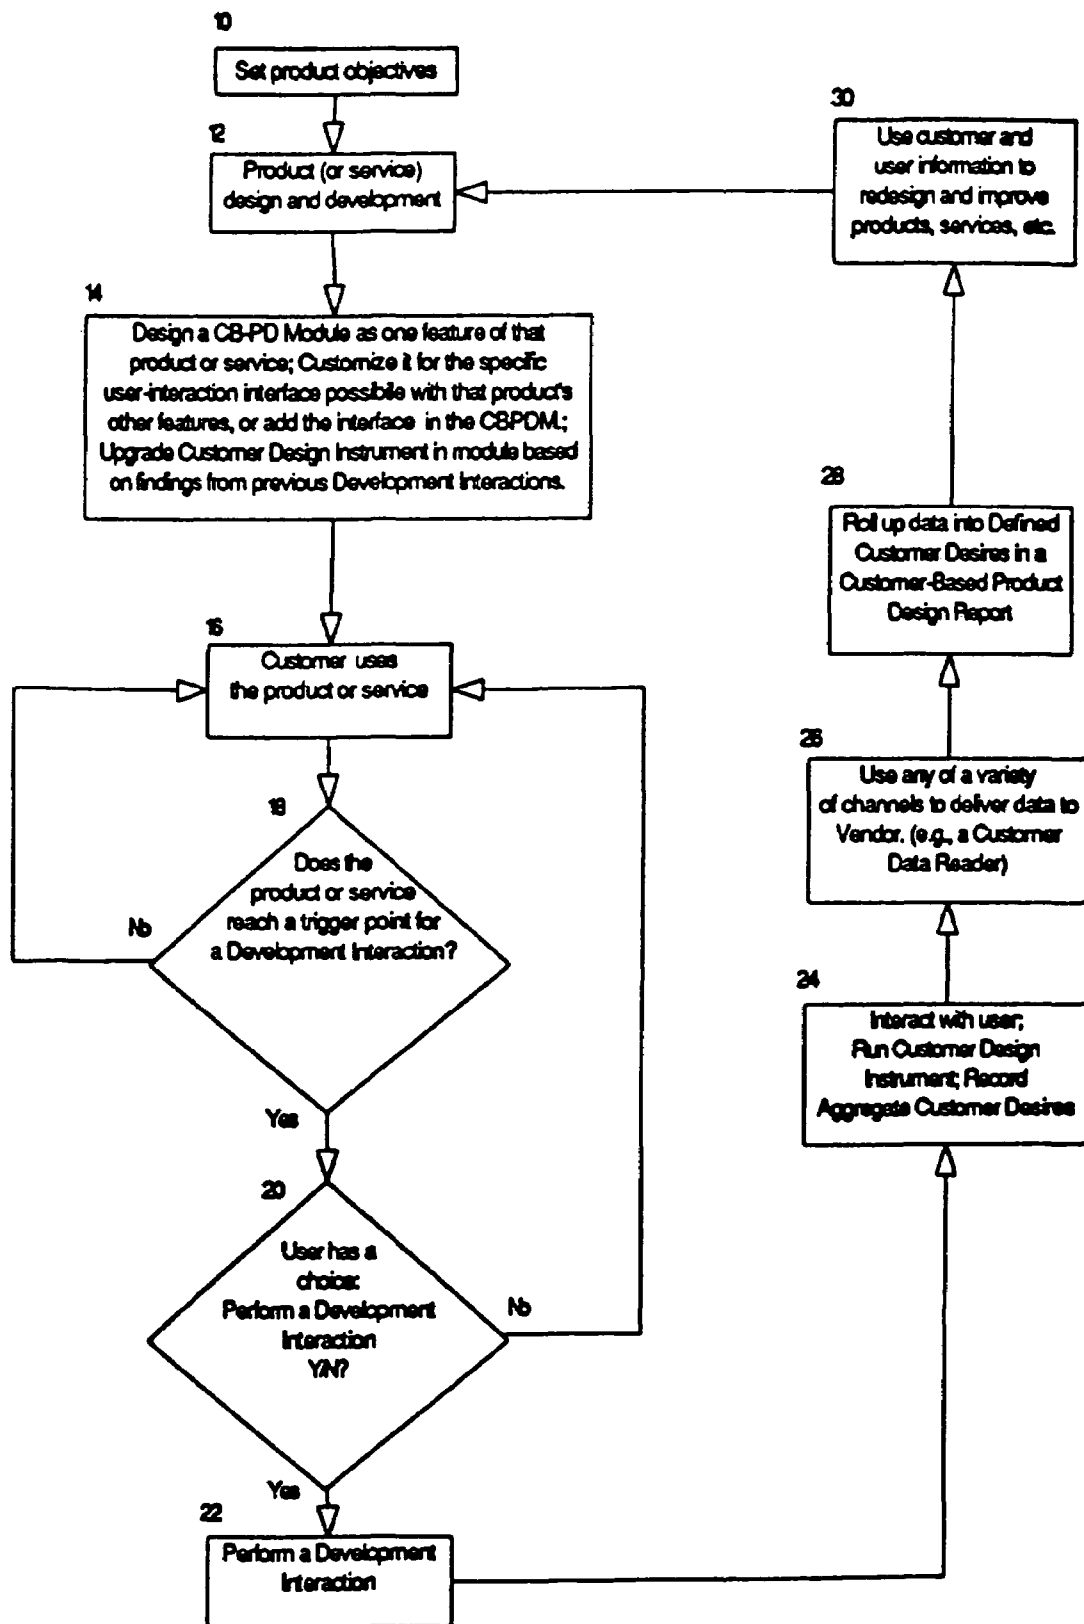 10
Set product objectives
12
Product (or service)
design and development
14
Design a CB-PD Module as one feature of that
product or service; Customize it for the specific
user-interaction interface possibile with that product's
other features, or add the interface in the CBPDM.;
Upgrade Customer Design Instrument in module based
on findings from previous Development Interactions.
16
Customer uses
the product or service
18
Does the
product or service
reach a trigger point for
a Development Interaction?
No
Yes
20
User has a
choice:
Perform a Development
Interaction
Y/N?
No
Yes
22
Perform a Development
Interaction
24
Interact with user;
Run Customer Design
Instrument; Record
Aggregate Customer Desires
26
Use any of a variety
of channels to deliver data to
Vendor. (e.g., a Customer
Data Reader)
28
Roll up data into Defined
Customer Desires in a
Customer-Based Product
Design Report
30
Use customer and
user information to
redesign and improve
products, services, etc.